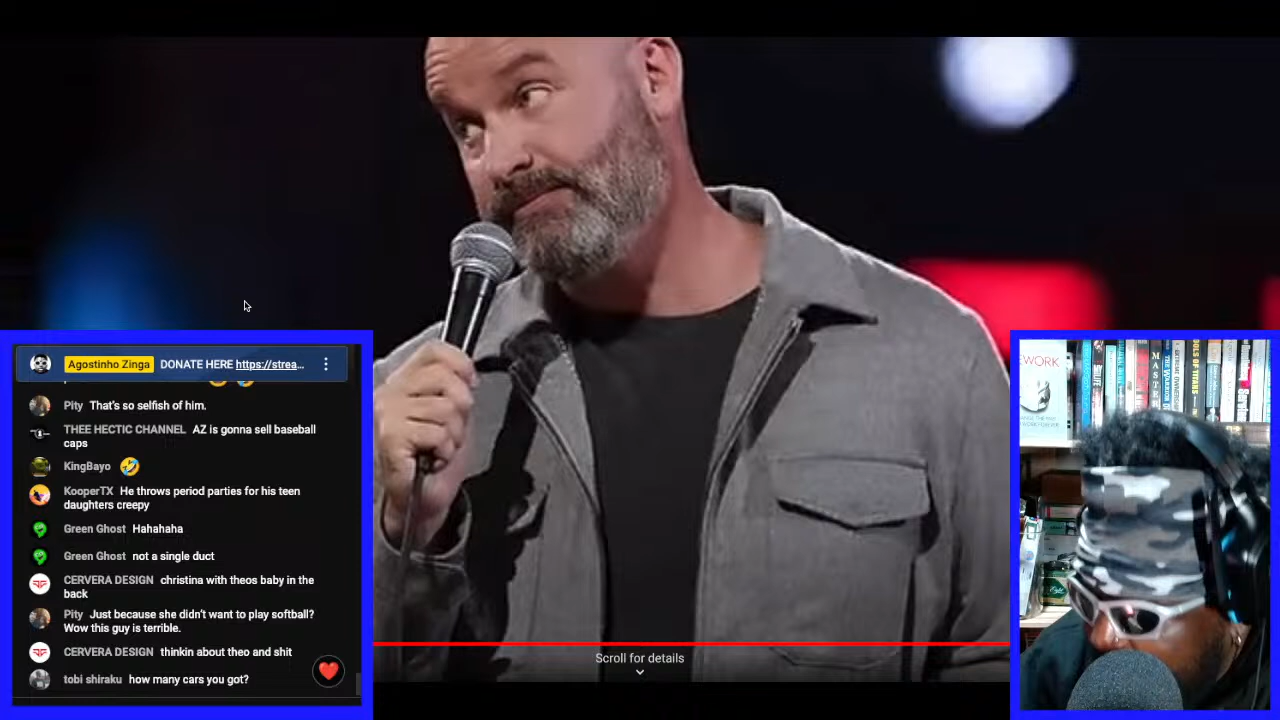 Scroll for details
Agostinho Zinga DONATE HERE https://strea...
Pity That's so selfish of him.
THEE HECTIC CHANNEL AZ is gonna sell baseball
caps
KingBayo
KooperTX He throws period parties for his teen
daughters creepy
Green Ghost Hahahaha
Green Ghost not a single duct
CERVERA DESIGN christina with theos baby in the
back
Pity Just because she didn't want to play softball?
Wow this guy is terrible.
CERVERA DESIGN thinkin about theo and shit
tobi shiraku how many cars you got?
WORK